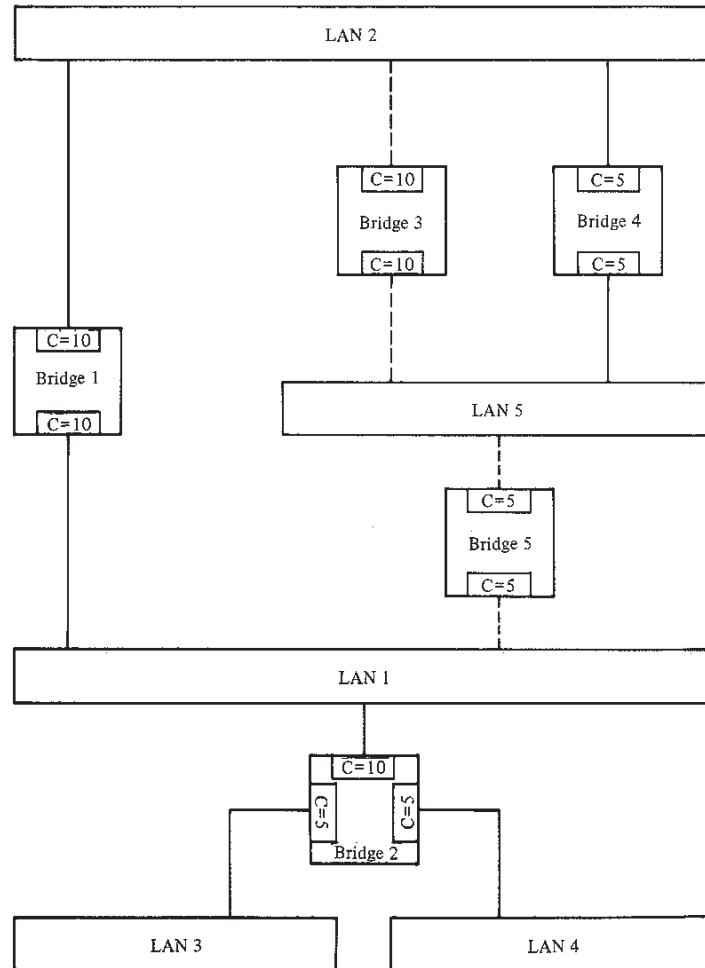 LAN 2
C=10
Bridge 3
C=10
C=5
Bridge 4
C=5
C=10
Bridge 1
C=10
LAN 5
C=5
Bridge 5
C=5
LAN 1
C=10
C=5
C=5
Bridge 2
LAN 3
LAN 4